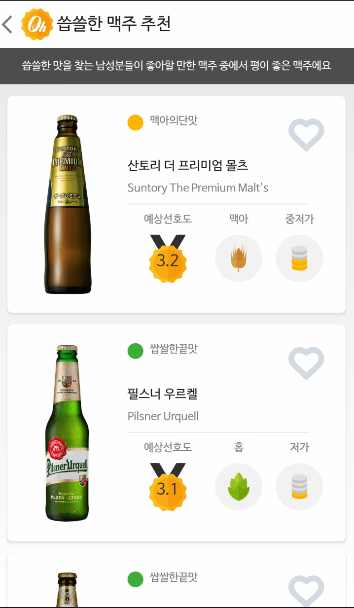 Oh 씁쓸한 맥주 추천
씁쓸한 맛을 찾는 남성분들이 좋아할 만한 맥주 중에서 평이 좋은 맥주에요
맥아의단맛
산토리 더 프리미엄 몰츠
Suntory The Premium Malt's
예상선호도 맥아 중저가
3.2
쌉쌀한끝맛
필스너 우르켈
Pilsner Urquell
예상선호도 홉 저가
3.1
Pilsner Urquell
쌉쌀한끝맛